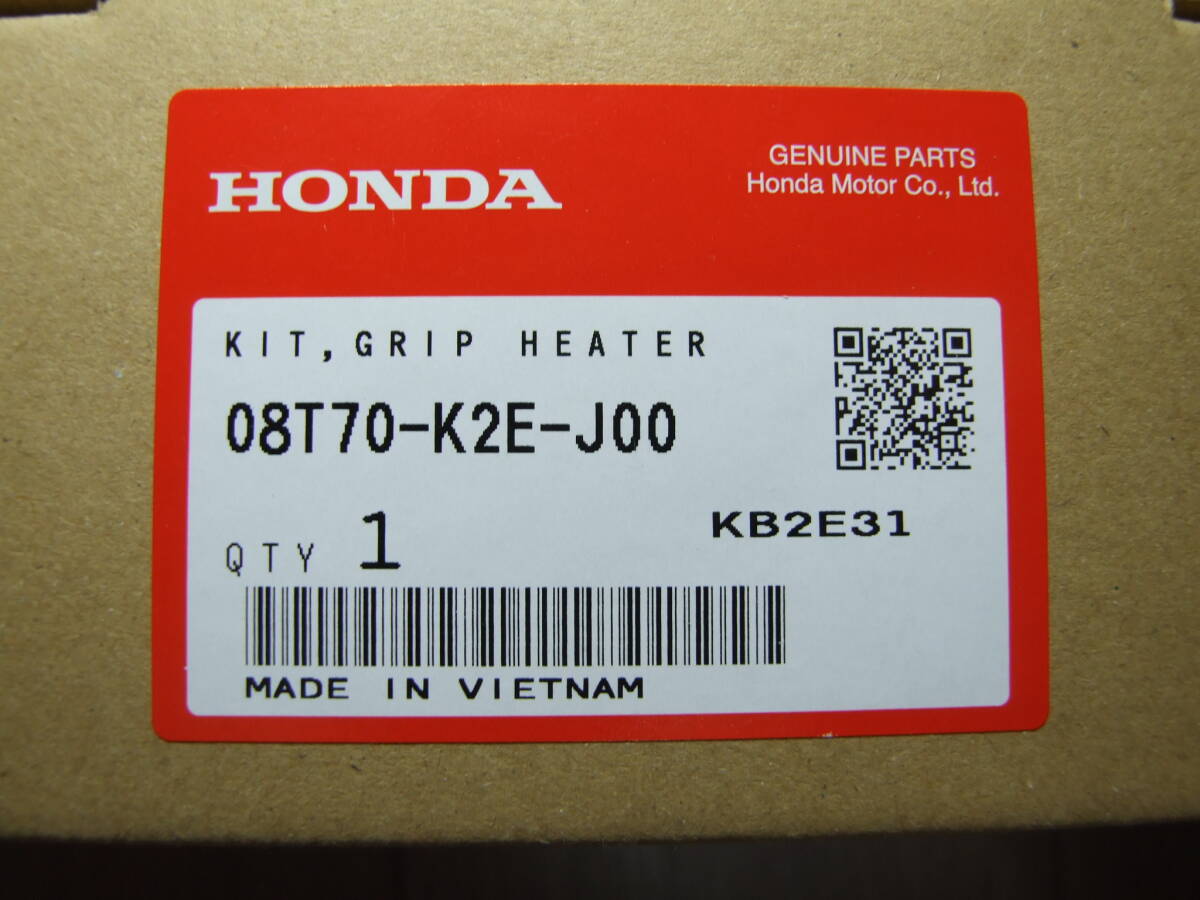 HONDA
GENUINE PARTS
Honda Motor Co., Ltd.
KIT,GRIP HEATER
08T70-K2E-J00
QTY 1
KB2E31
MADE IN VIETNAM